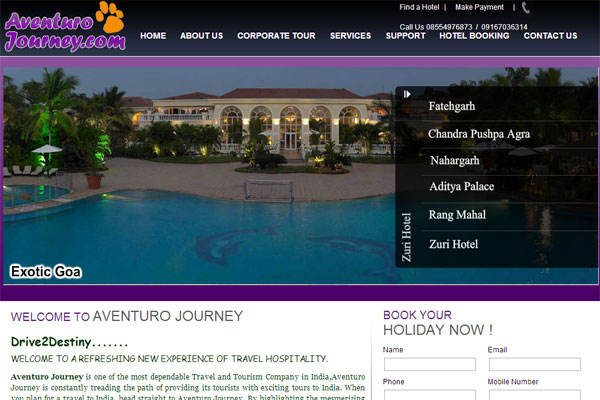 Aventuro
Journey.com
Find a Hotel | Make Payment |
Call Us 08554976873 / 09167036314
HOME ABOUT US CORPORATE TOUR SERVICES SUPPORT HOTEL BOOKING CONTACT US
Fatehgarh
Chandra Pushpa Agra
Nahargarh
Aditya Palace
Rang Mahal
Zuri Hotel
Zuri Hotel
Exotic Goa
WELCOME TO AVENTURO JOURNEY
Drive2Destiny.......
WELCOME TO A REFRESHING NEW EXPERIENCE OF TRAVEL HOSPITALITY.
Aventuro Journey is one of the most dependable Travel and Tourism Company in India,Aventuro
Journey is constantly treading the path of providing its tourists with exciting tours to India. When
you plan for a travel to India, head straight to Aventuro Journey. By highlighting the mesmerizing
BOOK YOUR
HOLIDAY NOW !
Name Email
Phone Mobile Number